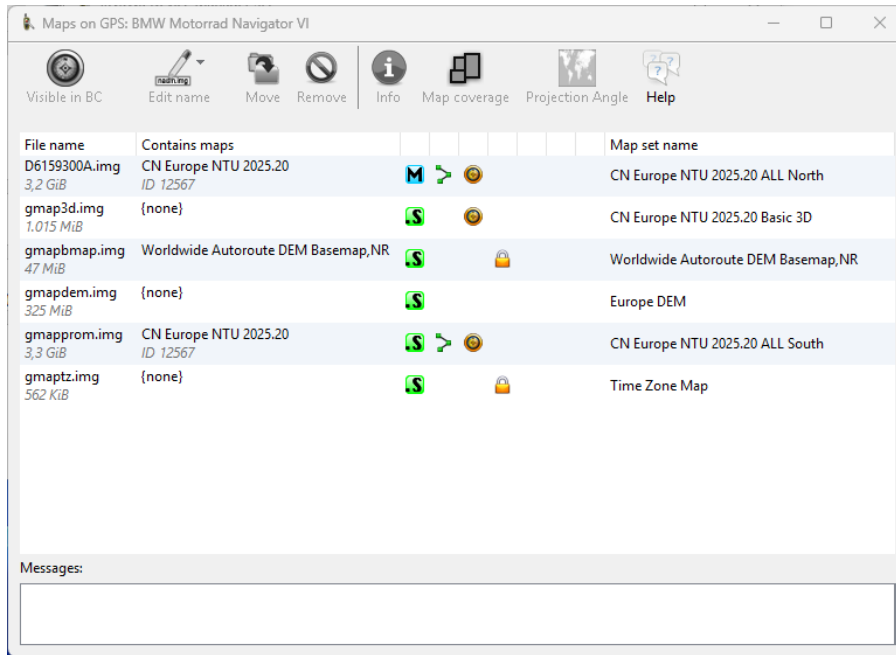 Maps on GPS: BMW Motorrad Navigator VI
Visible in BC
nadm.img
Edit name
Move
Remove
Info
Map coverage
Projection Angle
Help
File name Contains maps Map set name
D6159300A.img CN Europe NTU 2025.20
3,2 GiB ID 12567 CN Europe NTU 2025.20 ALL North
gmap3d.img {none}
1.015 MiB CN Europe NTU 2025.20 Basic 3D
gmapbmap.img Worldwide Autoroute DEM Basemap,NR
47 MiB Worldwide Autoroute DEM Basemap,NR
gmapdem.img {none}
325 MiB Europe DEM
gmapprom.img CN Europe NTU 2025.20
3,3 GiB ID 12567 CN Europe NTU 2025.20 ALL South
gmaptz.img {none}
562 KiB Time Zone Map
Messages: